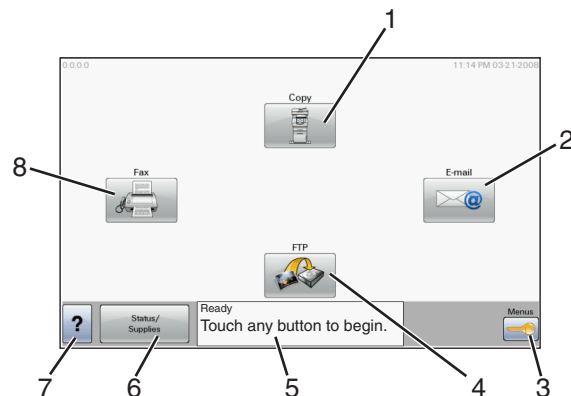 1
0.0.0.0
11:14 PM 03-21-2008
Copy
2
8
Fax
E-mail
@
FTP
Ready
Touch any button to begin.
?
Status/
Supplies
Menus
7
6
5
4
3